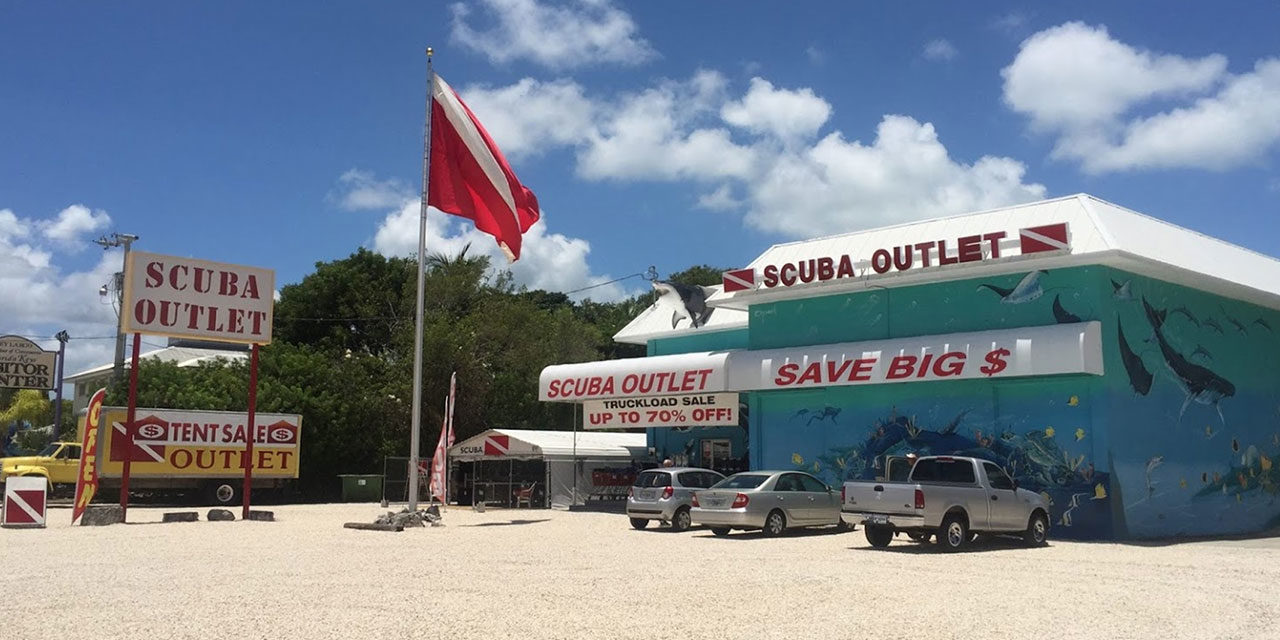 SCUBA
OUTLET
SCUBA OUTLET
SCUBA OUTLET
SAVE BIG $
TRUCKLOAD SALE
UP TO 70% OFF!
$ TENT SALE $
OUTLET
OPEN
SCUBA
CENTER